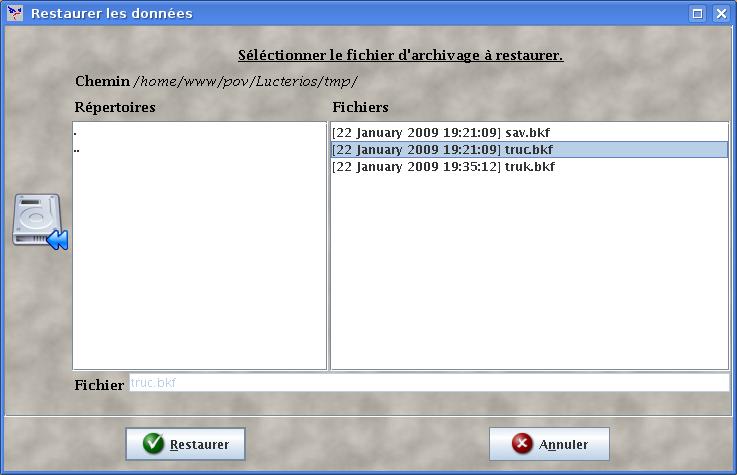 Restaurer les données
Séléctionner le fichier d'archivage à restaurer.
Chemin /home/www/pov/Lucterios/tmp/
Répertoires
Fichiers
.
..
[22 January 2009 19:21:09] sav.bkf
[22 January 2009 19:21:09] truc.bkf
[22 January 2009 19:35:12] truk.bkf
Fichier truc.bkf
Restaurer
Annuler